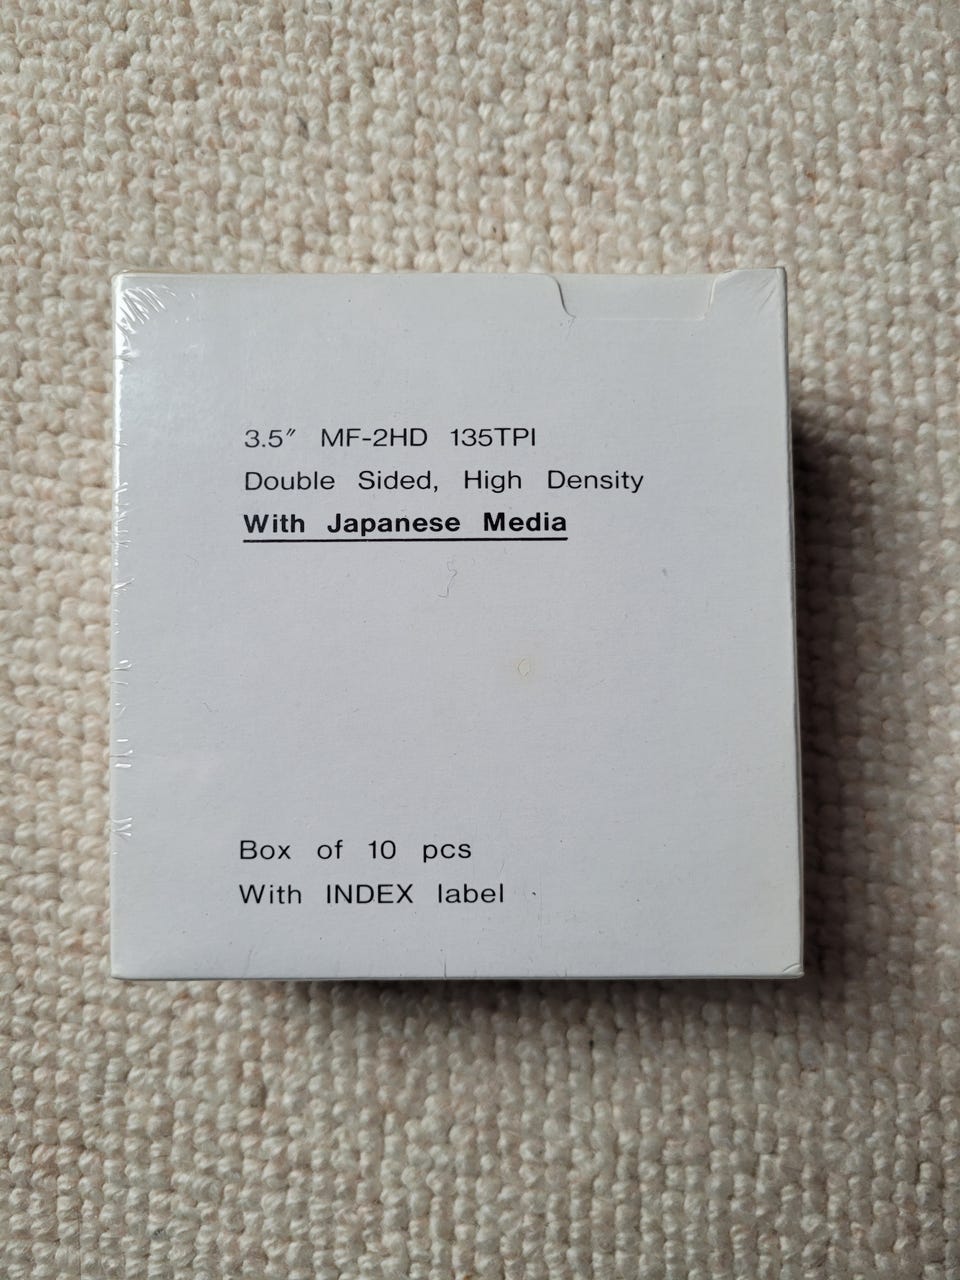 3.5″ MF-2HD 135TPI
Double Sided, High Density
With Japanese Media
Box of 10 pcs
With INDEX label